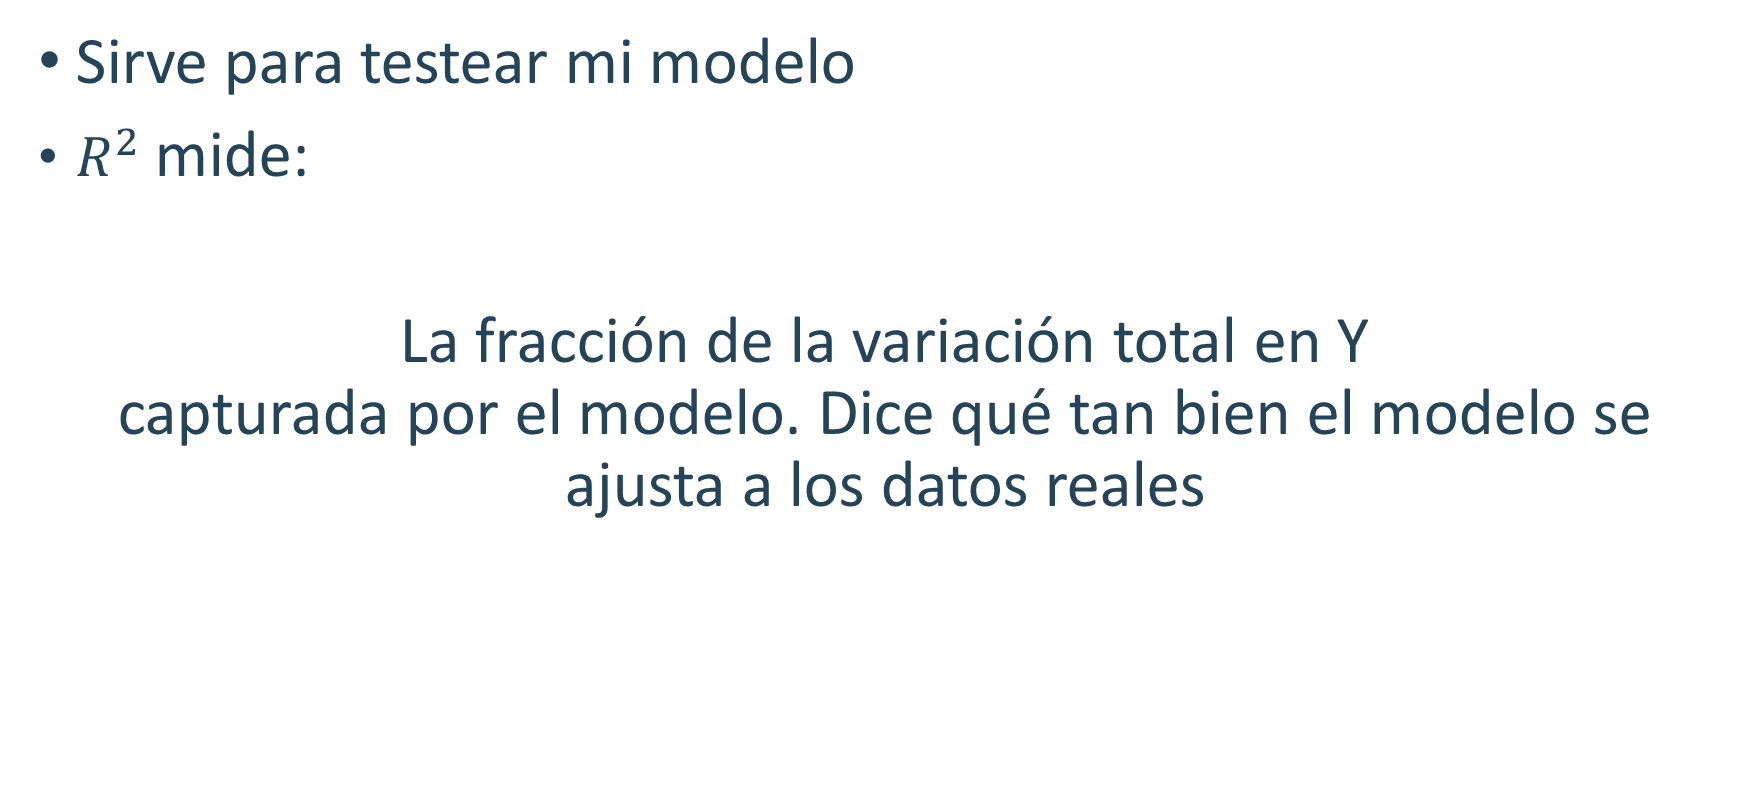 • Sirve para testear mi modelo
• R² mide:
La fracción de la variación total en Y
capturada por el modelo. Dice qué tan bien el modelo se
ajusta a los datos reales